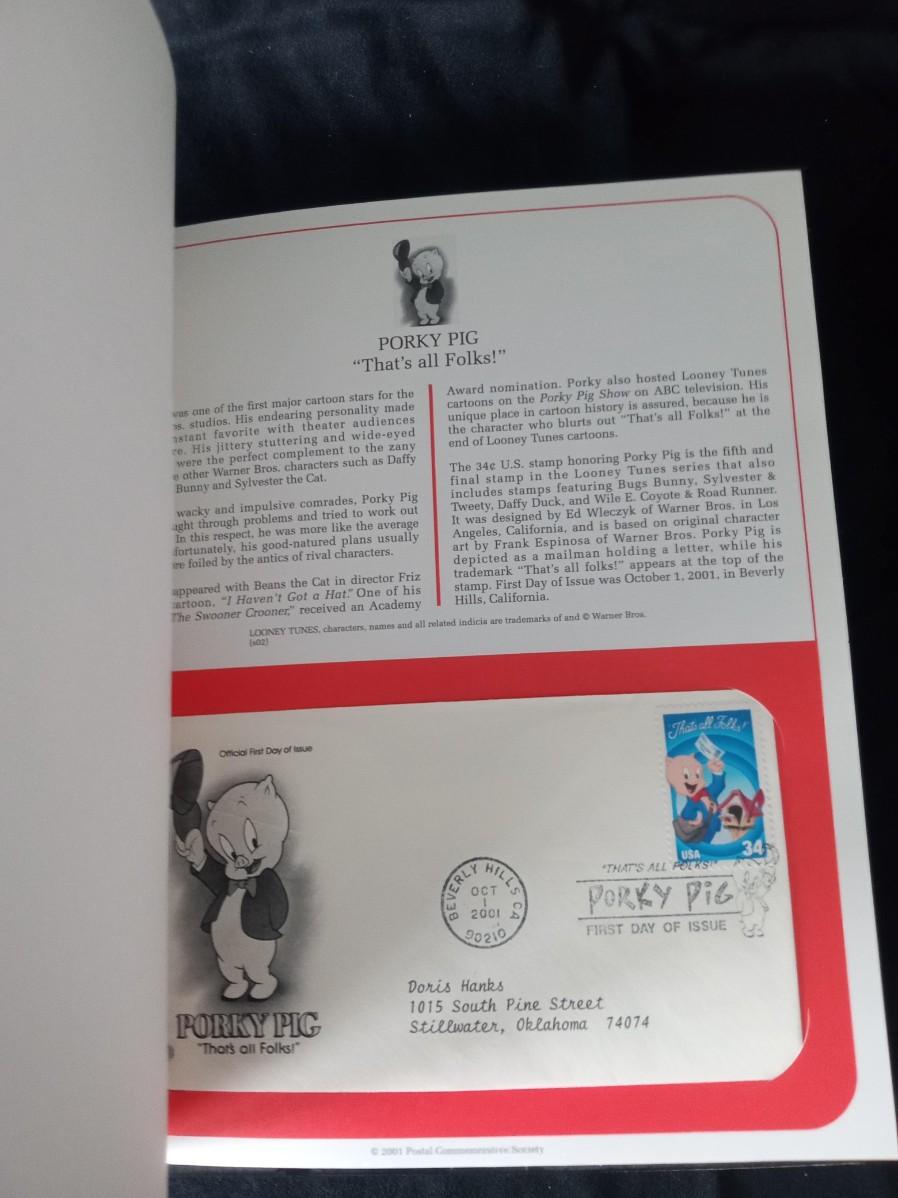 PORKY PIG
“That’s all Folks!”
was one of the first major cartoon stars for the
studios. His endearing personality made
favorite with theater audiences
His jittery stuttering and wide-eyed
were the perfect complement to the zany
other Warner Bros. characters such as Daffy
Bunny and Sylvester the Cat.
wacky and impulsive comrades, Porky Pig
through problems and tried to work out
In this respect, he was more like the average
his good-natured plans usually
foiled by the antics of rival characters.
appeared with Beans the Cat in director Friz
cartoon, “I Haven’t Got a Hat.” One of his
The Swooner Crooner,” received an Academy
Award nomination. Porky also hosted Looney Tunes
cartoons on the Porky Pig Show on ABC television. His
unique place in cartoon history is assured, because he is
the character who blurts out “That’s all Folks!” at the
end of Looney Tunes cartoons.
The 34¢ U.S. stamp honoring Porky Pig is the fifth and
final stamp in the Looney Tunes series that also
includes stamps featuring Bugs Bunny, Sylvester &
Tweety, Daffy Duck, and Wile E. Coyote & Road Runner.
It was designed by Ed Wleczyk of Warner Bros. in Los
Angeles, California, and is based on original character
art by Frank Espinosa of Warner Bros. Porky Pig is
depicted as a mailman holding a letter, while his
trademark “That’s all folks!” appears at the top of the
stamp. First Day of Issue was October 1, 2001, in Beverly
Hills, California.
LOONEY TUNES, characters, names and all related indicia are trademarks of and © Warner Bros.
(s02)
Official First Day of Issue
"That's all Folks!"
USA
34
BEVERLY HILLS CA
OCT
1
2001
90210
"THAT'S ALL FOLKS!"
PORKY PIG
FIRST DAY OF ISSUE
Doris Hanks
1015 South Pine Street
Stillwater, Oklahoma 74074
PORKY PIG
"That's all Folks!"
© 2001 Postal Commemorative Society